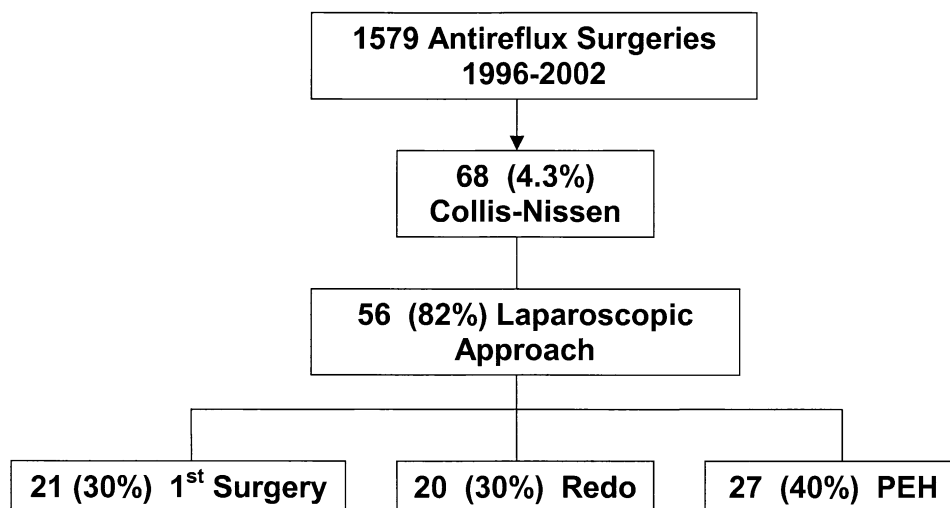 1579 Antireflux Surgeries
1996-2002
68 (4.3%)
Collis-Nissen
56 (82%) Laparoscopic
Approach
21 (30%) 1st Surgery
20 (30%) Redo
27 (40%) PEH